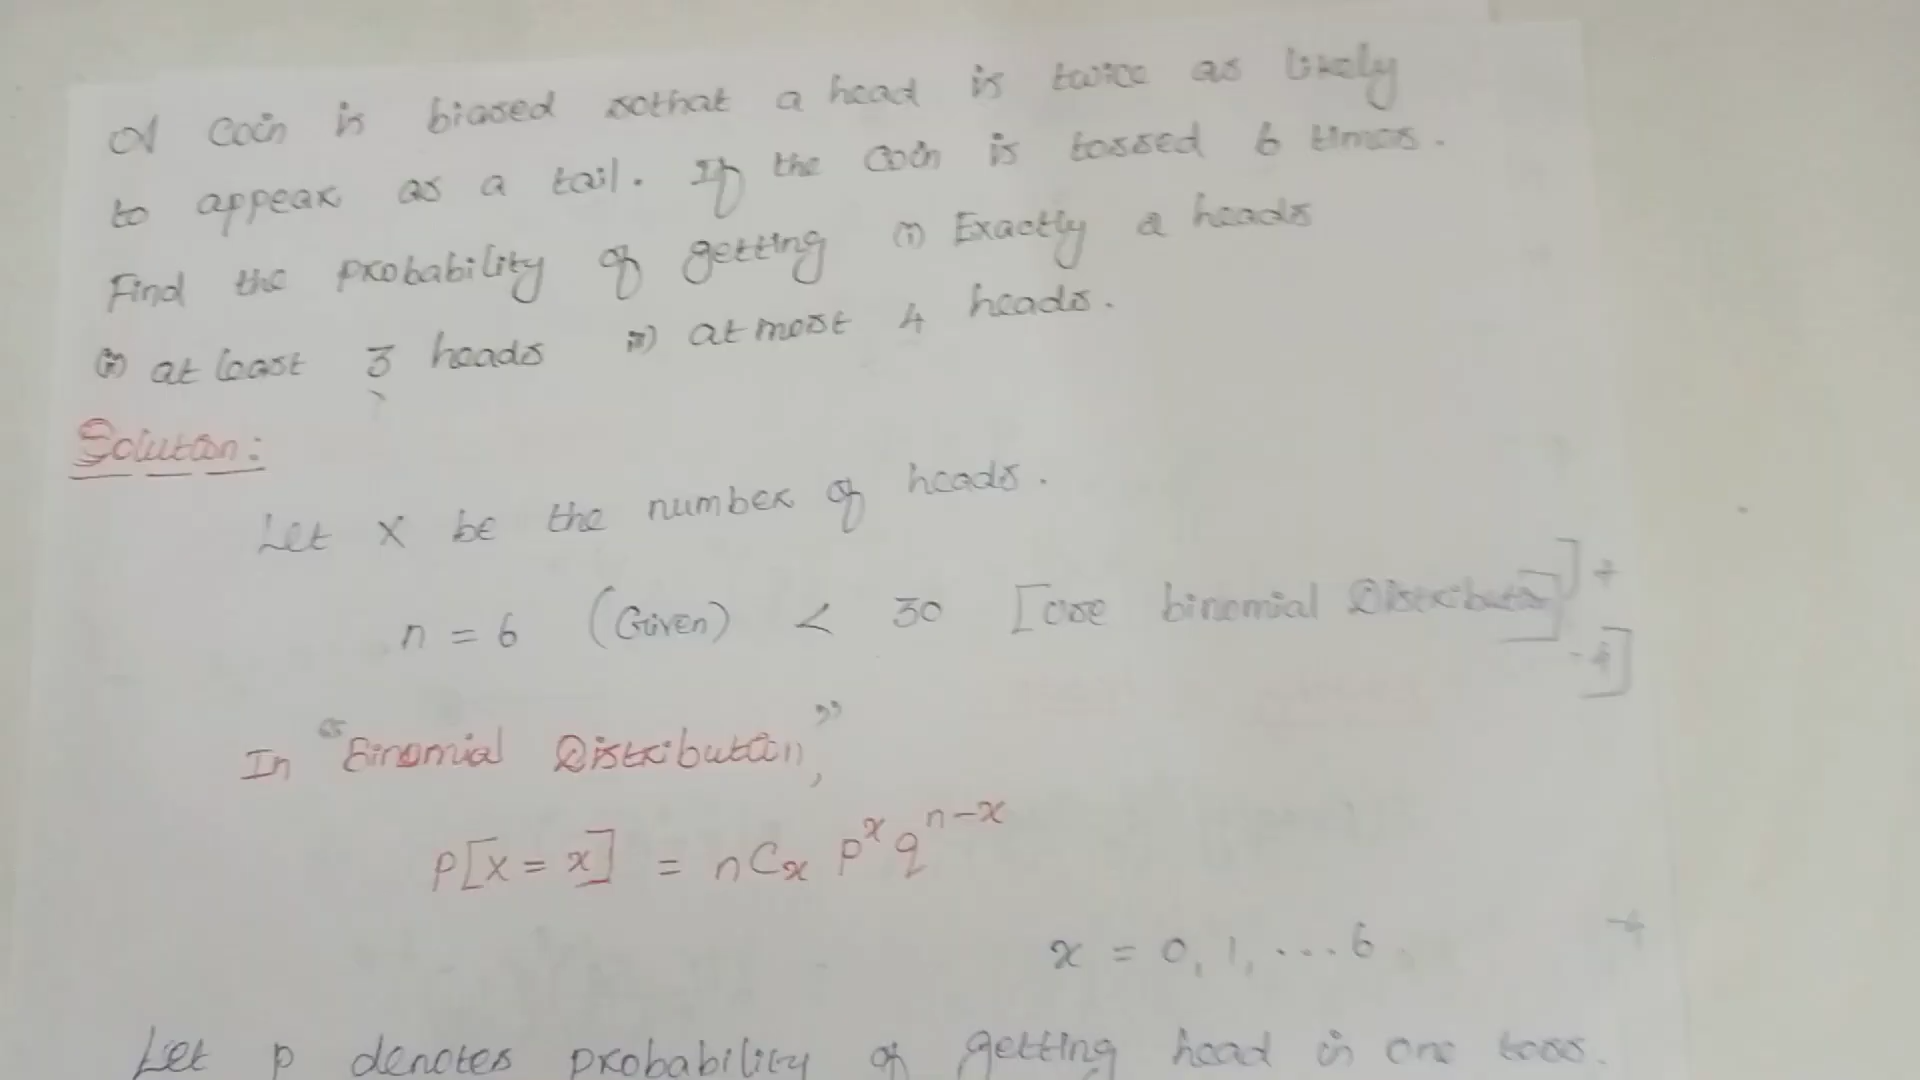 A coin is biased sothat a head is twice as likely
to appear as a tail. If the coin is tossed 6 times.
Find the probability of getting (i) Exactly 2 heads
(ii) at least 3 heads iii) at most 4 heads.
Solution:
Let X be the number of heads.
n = 6 (Given) < 30 [use binomial Distribution]
In "Binomial Distribution,"
P[X = x] = nCx p^x q^n-x
x = 0, 1, ... 6
Let p denotes probability of getting head in one toss.